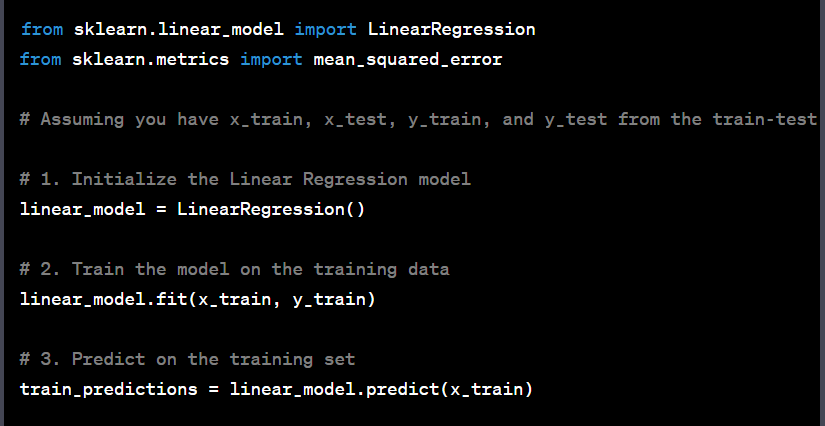 from sklearn.linear_model import LinearRegression
from sklearn.metrics import mean_squared_error
# Assuming you have x_train, x_test, y_train, and y_test from the train-test
# 1. Initialize the Linear Regression model
linear_model = LinearRegression()
# 2. Train the model on the training data
linear_model.fit(x_train, y_train)
# 3. Predict on the training set
train_predictions = linear_model.predict(x_train)